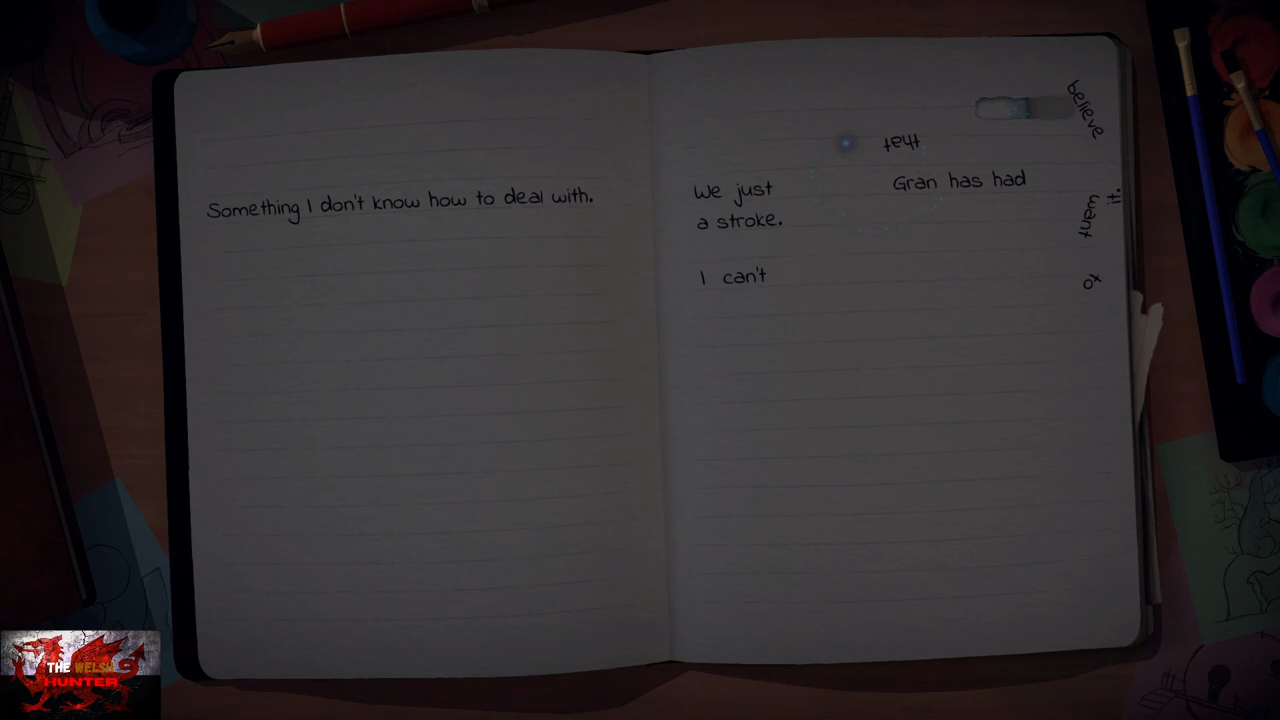 Something I don't know how to deal with.
believe
that
We just Gran has had
a stroke.
it.
want
I can't
to
THE WELSH
HUNTER